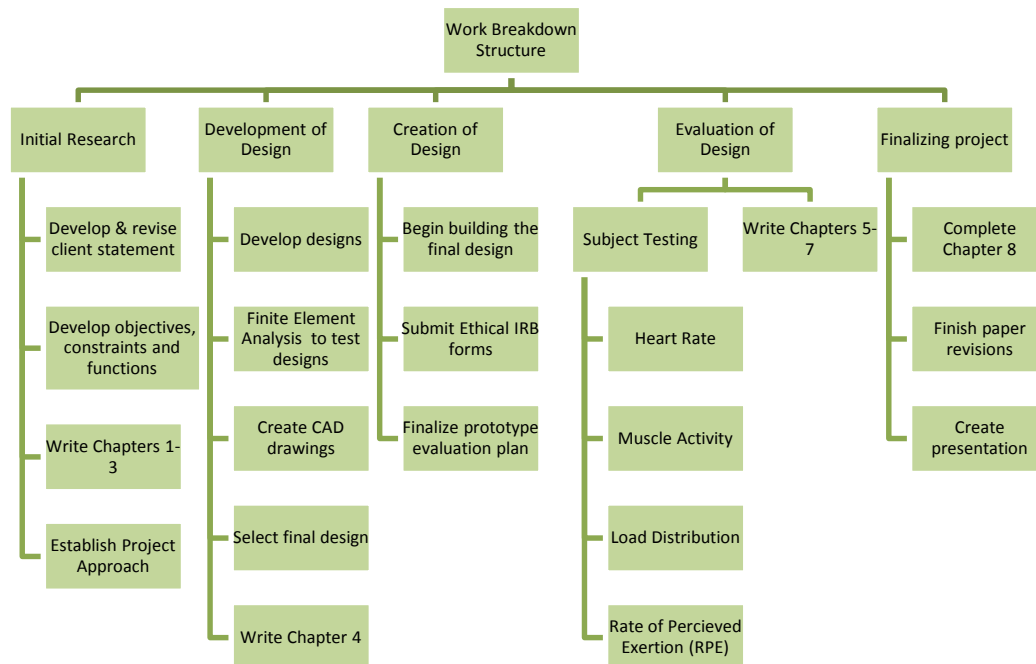 Work Breakdown
Structure
Initial Research
Development of
Design
Creation of
Design
Evaluation of
Design
Finalizing project
Develop & revise
client statement
Develop objectives,
constraints and
functions
Write Chapters 1-
3
Establish Project
Approach
Develop designs
Finite Element
Analysis to test
designs
Create CAD
drawings
Select final design
Write Chapter 4
Begin building the
final design
Submit Ethical IRB
forms
Finalize prototype
evaluation plan
Subject Testing
Heart Rate
Muscle Activity
Load Distribution
Rate of Percieved
Exertion (RPE)
Write Chapters 5-
7
Complete
Chapter 8
Finish paper
revisions
Create
presentation